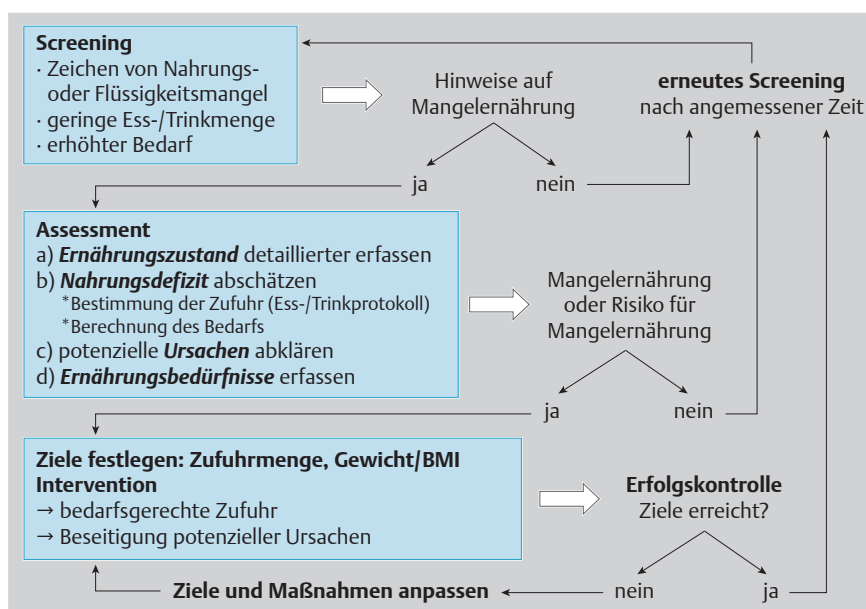 Screening
· Zeichen von Nahrungs-
oder Flüssigkeitsmangel
· geringe Ess-/Trinkmenge
· erhöhter Bedarf
Hinweise auf
Mangelernährung
erneutes Screening
nach angemessener Zeit
ja
nein
Assessment
a) Ernährungszustand detaillierter erfassen
b) Nahrungsdefizit abschätzen
*Bestimmung der Zufuhr (Ess-/Trinkprotokoll)
*Berechnung des Bedarfs
c) potenzielle Ursachen abklären
d) Ernährungsbedürfnisse erfassen
Mangelernährung
oder Risiko für
Mangelernährung
ja
nein
Ziele festlegen: Zufuhrmenge, Gewicht/BMI
Intervention
→ bedarfsgerechte Zufuhr
→ Beseitigung potenzieller Ursachen
Erfolgskontrolle
Ziele erreicht?
Ziele und Maßnahmen anpassen
nein
ja